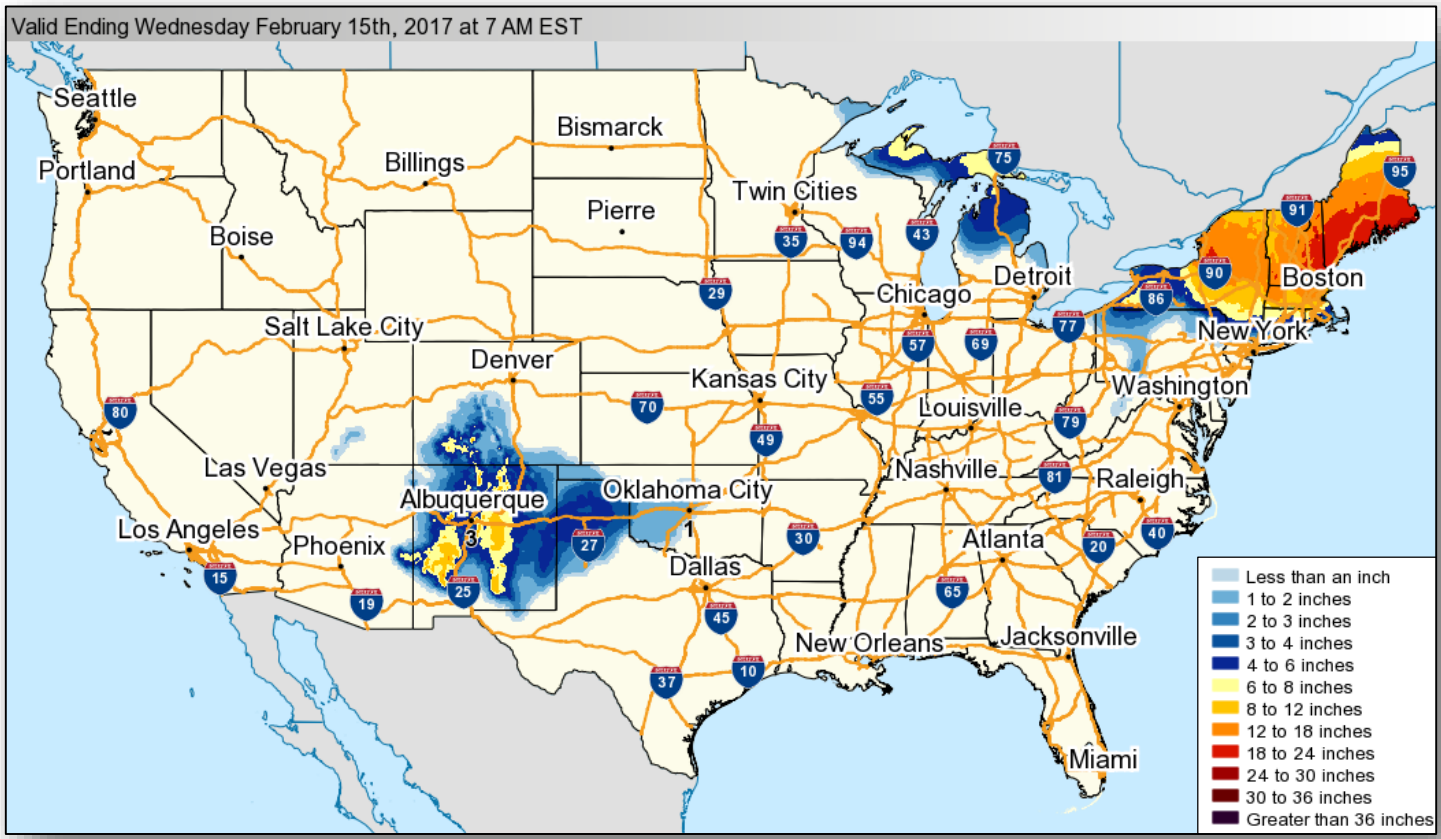 Valid Ending Wednesday February 15th, 2017 at 7 AM EST
Seattle
Portland
Boise
Billings
Bismarck
Pierre
Twin Cities
75
95
91
35
94
43
90
Boston
Detroit
86
29
Chicago
77
New York
Salt Lake City
57
69
Denver
Kansas City
Washington
80
70
55
Louisville
79
49
Las Vegas
Nashville
81
Raleigh
Albuquerque
3
Oklahoma City
1
Los Angeles
Phoenix
27
30
Atlanta
20
40
Dallas
15
19
25
45
65
New Orleans
Jacksonville
37
10
Miami
Less than an inch
1 to 2 inches
2 to 3 inches
3 to 4 inches
4 to 6 inches
6 to 8 inches
8 to 12 inches
12 to 18 inches
18 to 24 inches
24 to 30 inches
30 to 36 inches
Greater than 36 inches